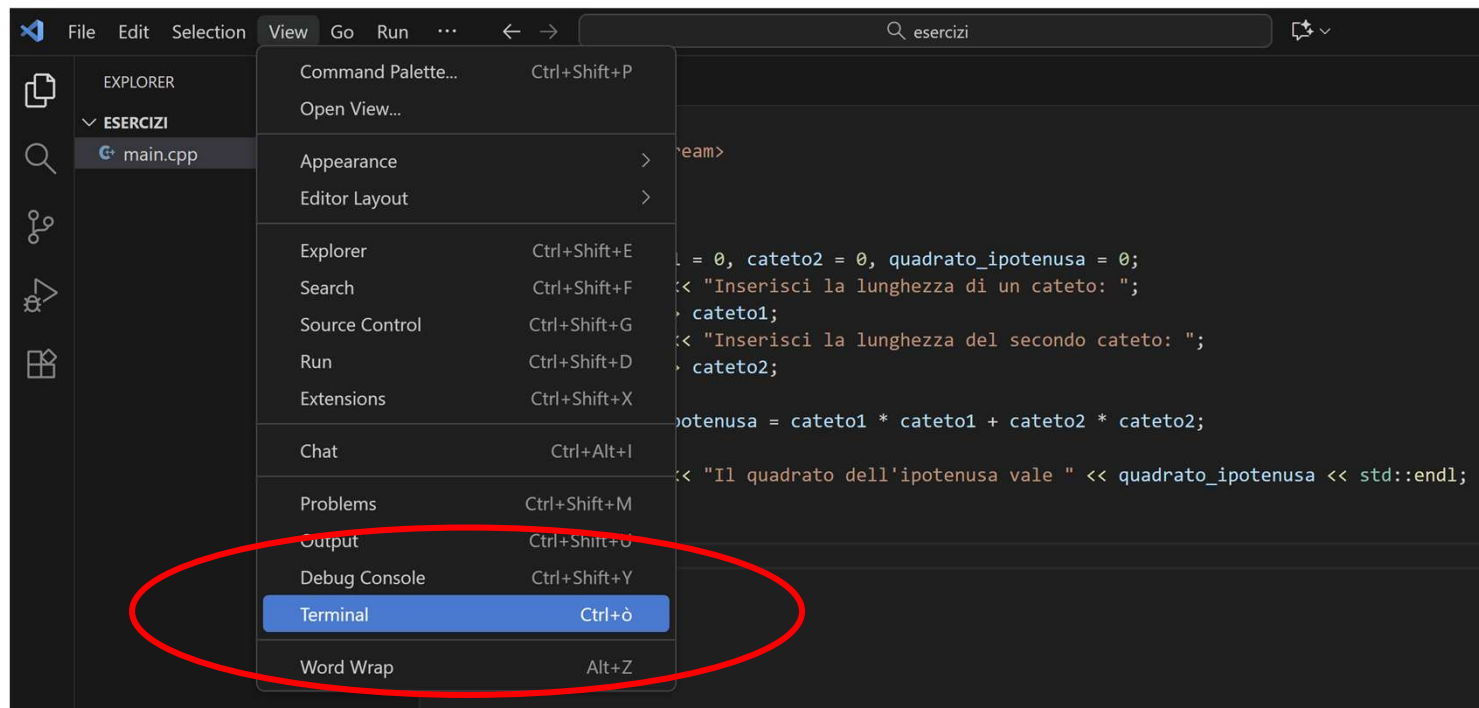 File Edit Selection View Go Run ··· esercizi
EXPLORER
ESERCIZI
main.cpp
Command Palette... Ctrl+Shift+P
Open View...
Appearance
Editor Layout
Explorer Ctrl+Shift+E
Search Ctrl+Shift+F
Source Control Ctrl+Shift+G
Run Ctrl+Shift+D
Extensions Ctrl+Shift+X
Chat Ctrl+Alt+I
Problems Ctrl+Shift+M
Output Ctrl+Shift+U
Debug Console Ctrl+Shift+Y
Terminal Ctrl+ò
Word Wrap Alt+Z
ream>
= 0, cateto2 = 0, quadrato_ipotenusa = 0;
<< "Inserisci la lunghezza di un cateto: ";
cateto1;
<< "Inserisci la lunghezza del secondo cateto: ";
cateto2;
potenusa = cateto1 * cateto1 + cateto2 * cateto2;
<< "Il quadrato dell'ipotenusa vale " << quadrato_ipotenusa << std::endl;